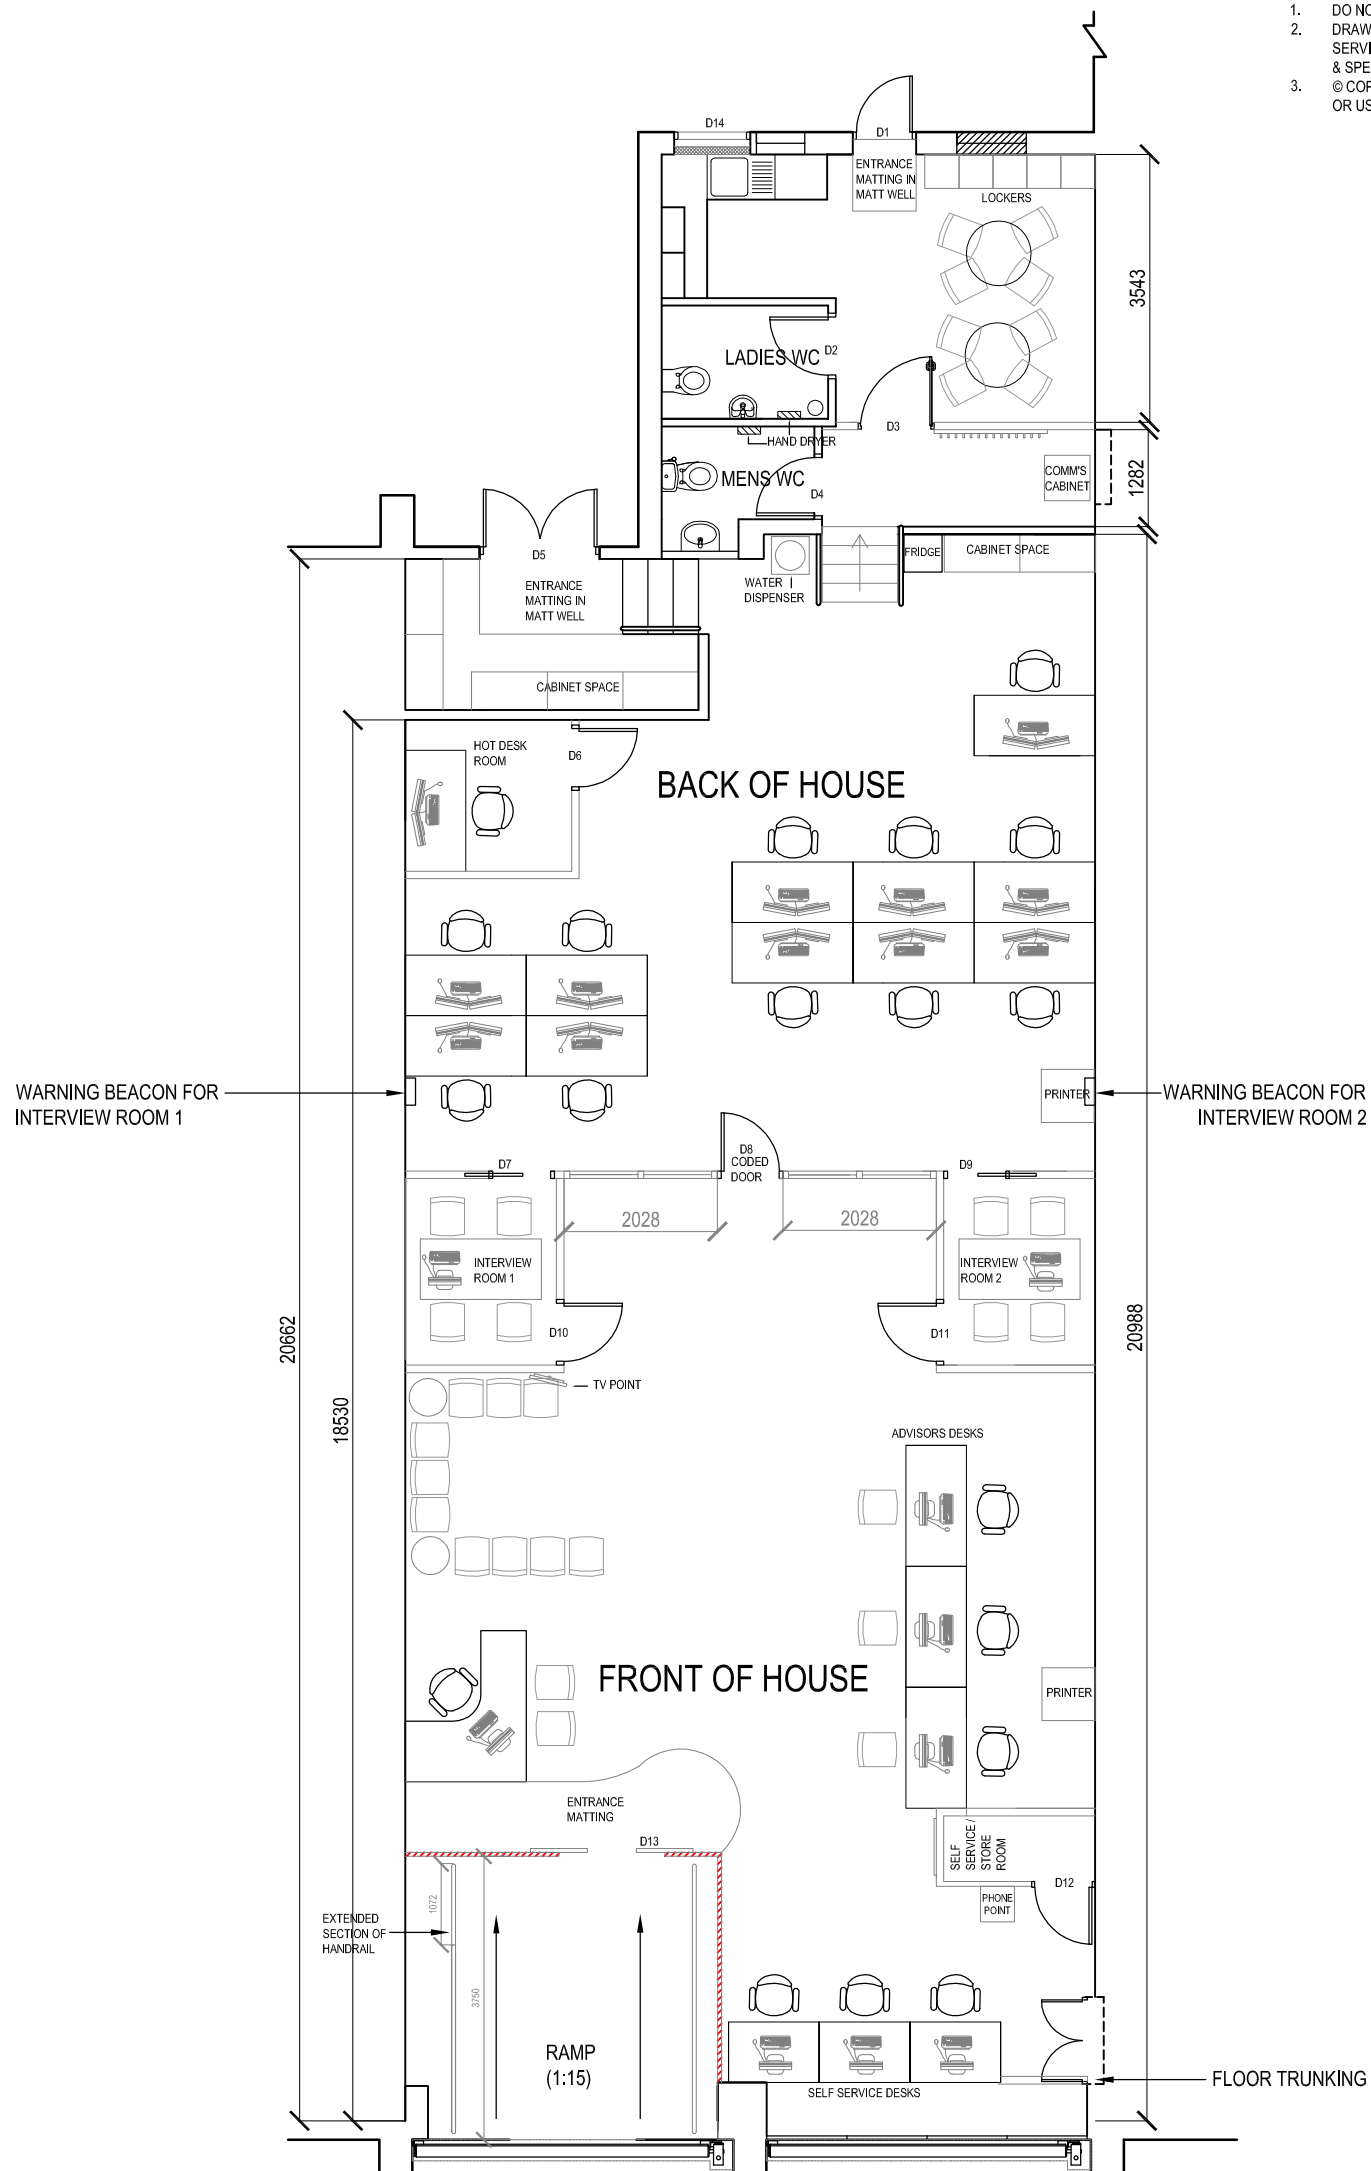 1. DO NO
2. DRAW
SERVI
& SPE
3. © COP
OR US
D14
D1
ENTRANCE
MATTING IN
MATT WELL
LOCKERS
3543
LADIES WC
D2
D3
HAND DRYER
MENS WC
D4
COMM'S
CABINET
1282
D5
ENTRANCE
MATTING IN
MATT WELL
WATER
DISPENSER
FRIDGE
CABINET SPACE
CABINET SPACE
HOT DESK
ROOM
D6
BACK OF HOUSE
WARNING BEACON FOR
INTERVIEW ROOM 1
PRINTER
WARNING BEACON FOR
INTERVIEW ROOM 2
D7
D8
CODED
DOOR
D9
2028
2028
INTERVIEW
ROOM 1
INTERVIEW
ROOM 2
D10
D11
20662
18530
20988
TV POINT
ADVISORS DESKS
FRONT OF HOUSE
PRINTER
ENTRANCE
MATTING
D13
SELF
SERVICE /
STORE
ROOM
D12
PHONE
POINT
1072
EXTENDED
SECTION OF
HANDRAIL
3750
RAMP
(1:15)
SELF SERVICE DESKS
FLOOR TRUNKING